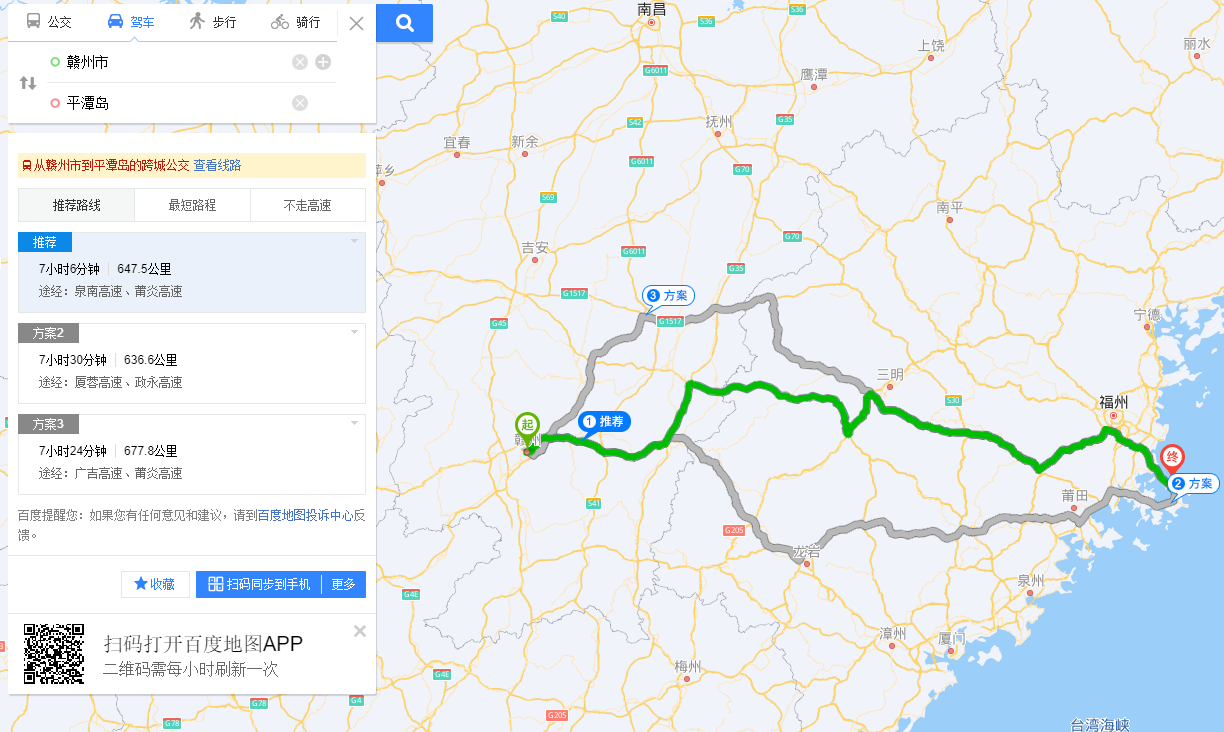 公交
驾车
步行
骑行
赣州市
平潭岛
从赣州市到平潭岛的跨城公交 查看线路
推荐路线
最短路程
不走高速
推荐
7小时6分钟 647.5公里
途经：泉南高速、莆炎高速
方案2
7小时30分钟 636.6公里
途经：厦蓉高速、政永高速
方案3
7小时24分钟 677.8公里
途经：广吉高速、莆炎高速
百度提醒您：如果您有任何意见和建议，请到百度地图投诉中心反
馈。
收藏
扫码同步到手机
更多
扫码打开百度地图APP
二维码需每小时刷新一次
南昌
S40
S36
S36
上饶
丽水
G6011
鹰潭
S42
抚州
G35
宜春
新余
G6011
G70
乡
S69
南平
G70
吉安
G6011
G35
G1517
3 方案
G1517
G45
宁德
三明
S30
福州
起
1 推荐
终
2 方案
S41
莆田
G205
龙岩
泉州
G4E
漳州
厦门
梅州
G4E
G78
G4
G205
G78
台湾海峡